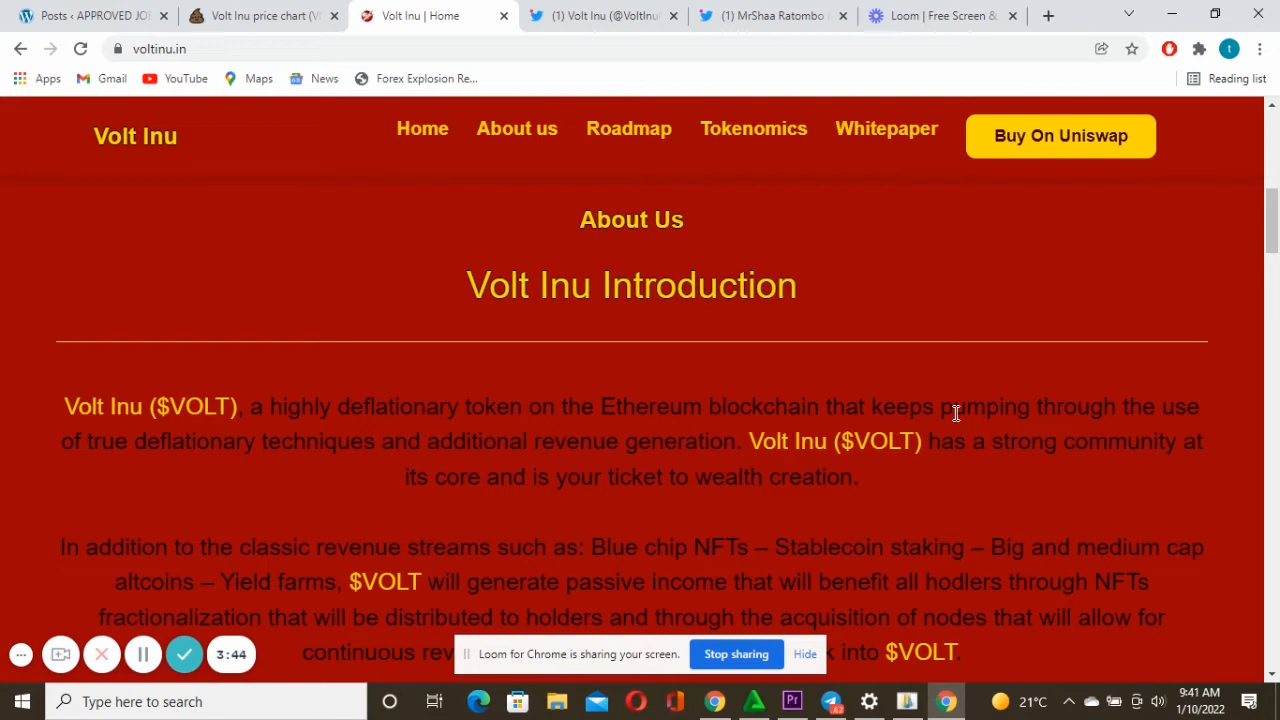 Posts ‹ APPROVED JOB
Volt Inu price chart (V
Volt Inu | Home
(1) Volt Inu (@VoltInu
(1) MrShaa Ratombo
Loom | Free Screen &
voltinu.in
t
Apps
Gmail
YouTube
Maps
News
Forex Explosion Re...
Reading list
Volt Inu
Home
About us
Roadmap
Tokenomics
Whitepaper
Buy On Uniswap
About Us
Volt Inu Introduction
Volt Inu ($VOLT), a highly deflationary token on the Ethereum blockchain that keeps pumping through the use
of true deflationary techniques and additional revenue generation. Volt Inu ($VOLT) has a strong community at
its core and is your ticket to wealth creation.
In addition to the classic revenue streams such as: Blue chip NFTs – Stablecoin staking – Big and medium cap
altcoins – Yield farms, $VOLT will generate passive income that will benefit all hodlers through NFTs
fractionalization that will be distributed to holders and through the acquisition of nodes that will allow for
continuous rev k into $VOLT.
3:44
Loom for Chrome is sharing your screen.
Stop sharing
Hide
Type here to search
Pr
62
21°C
9:41 AM
1/10/2022